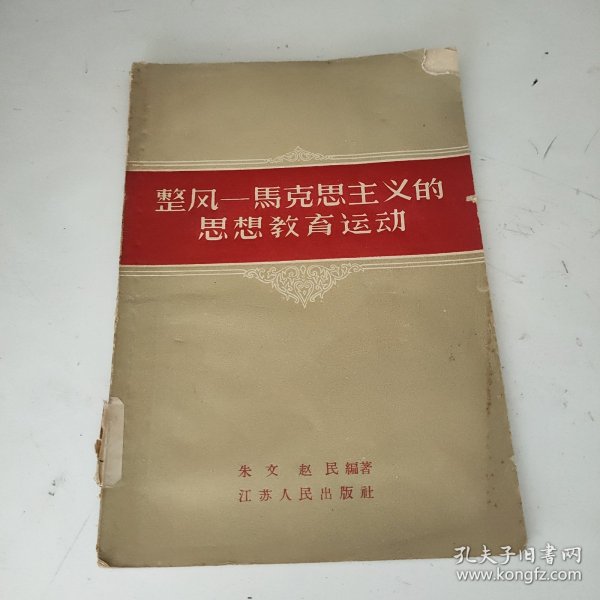 整风—馬克思主义的
思想教育运动
朱文 赵民編著
江苏人民出版社
孔夫子旧书网
www.kongfz.com